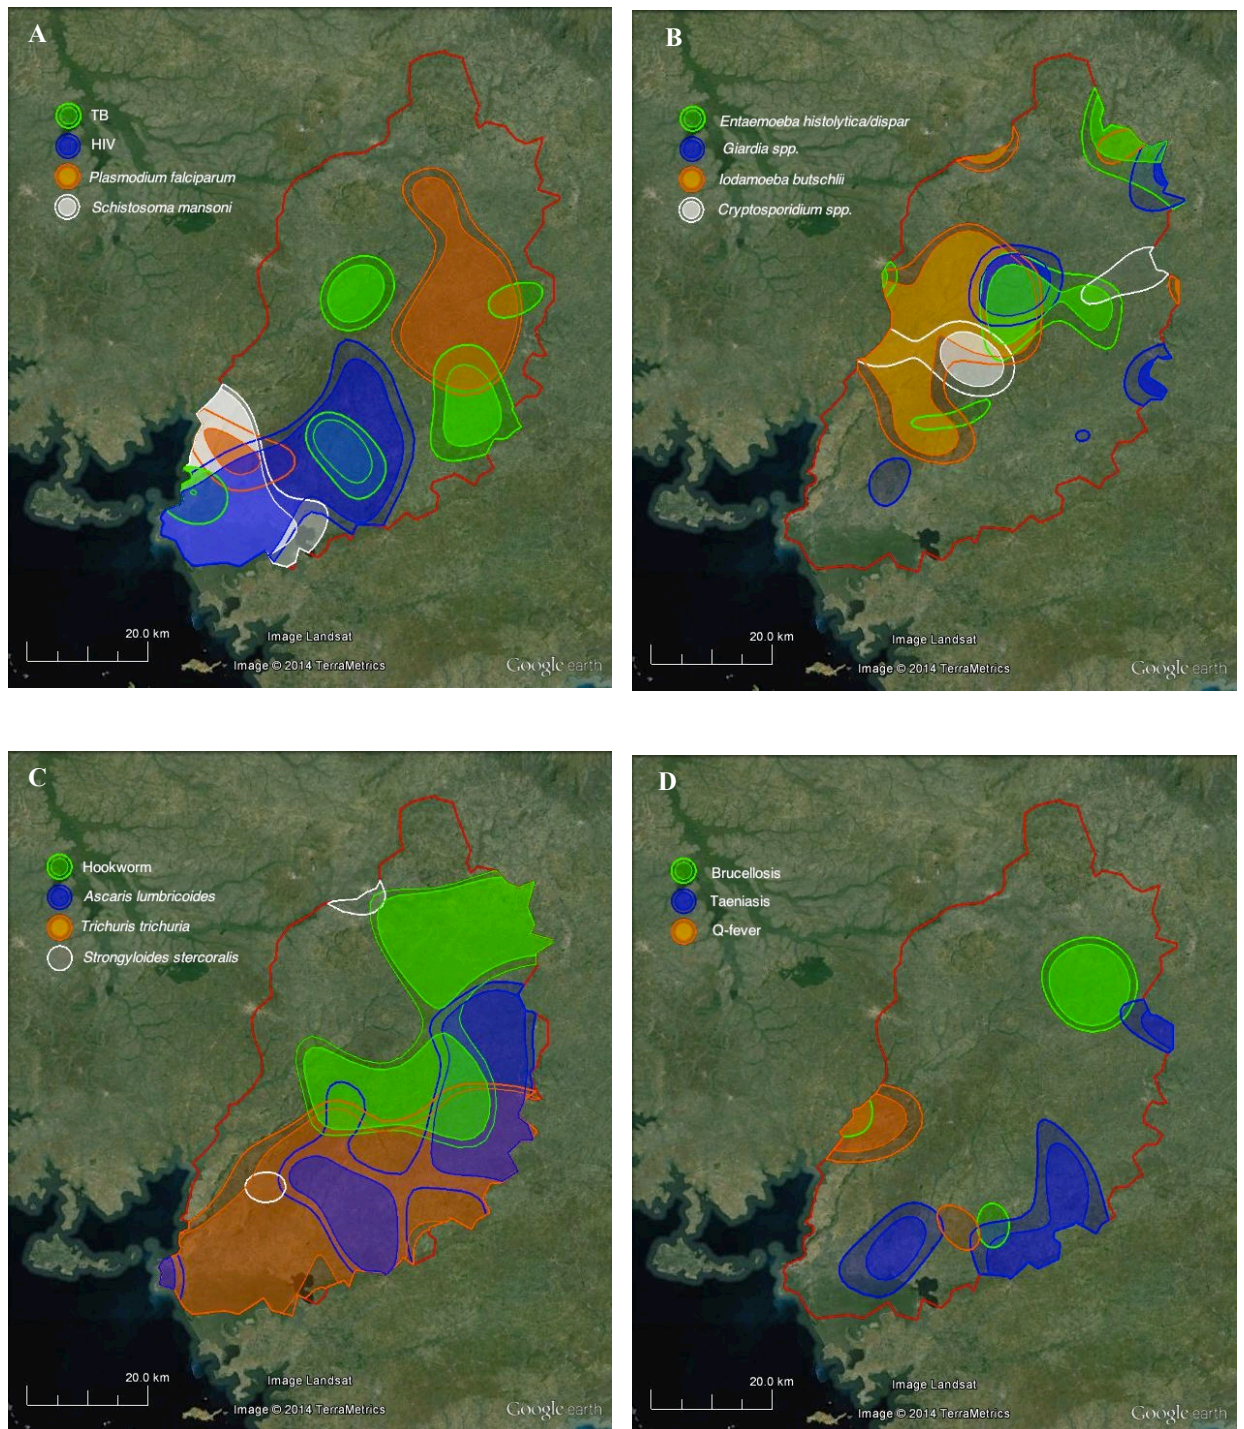 A
TB
HIV
Plasmodium falciparum
Schistosoma mansoni
20.0 km
Image Landsat
Image © 2014 TerraMetrics
Google earth
B
Entaemoeba histolytica/dispar
Giardia spp.
Iodamoeba butschlii
Cryptosporidium spp.
20.0 km
Image Landsat
Image © 2014 TerraMetrics
Google earth
C
Hookworm
Ascaris lumbricoides
Trichuris trichuria
Strongyloides stercoralis
20.0 km
Image Landsat
Image © 2014 TerraMetrics
Google earth
D
Brucellosis
Taeniasis
Q-fever
20.0 km
Image Landsat
Image © 2014 TerraMetrics
Google earth